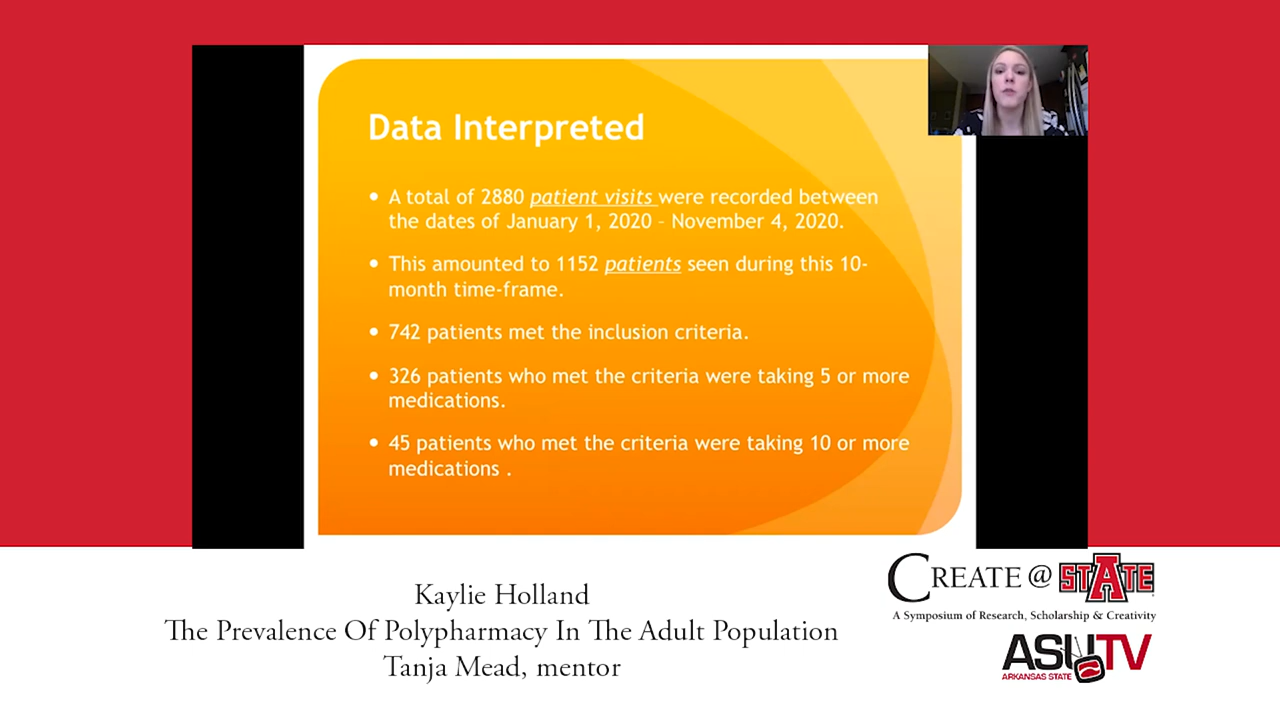 Data Interpreted
• A total of 2880 patient visits were recorded between
the dates of January 1, 2020 – November 4, 2020.
• This amounted to 1152 patients seen during this 10-
month time-frame.
• 742 patients met the inclusion criteria.
• 326 patients who met the criteria were taking 5 or more
medications.
• 45 patients who met the criteria were taking 10 or more
medications .
Kaylie Holland
The Prevalence Of Polypharmacy In The Adult Population
Tanja Mead, mentor
CREATE @ STATE
A Symposium of Research, Scholarship & Creativity
ASUTV
ARKANSAS STATE